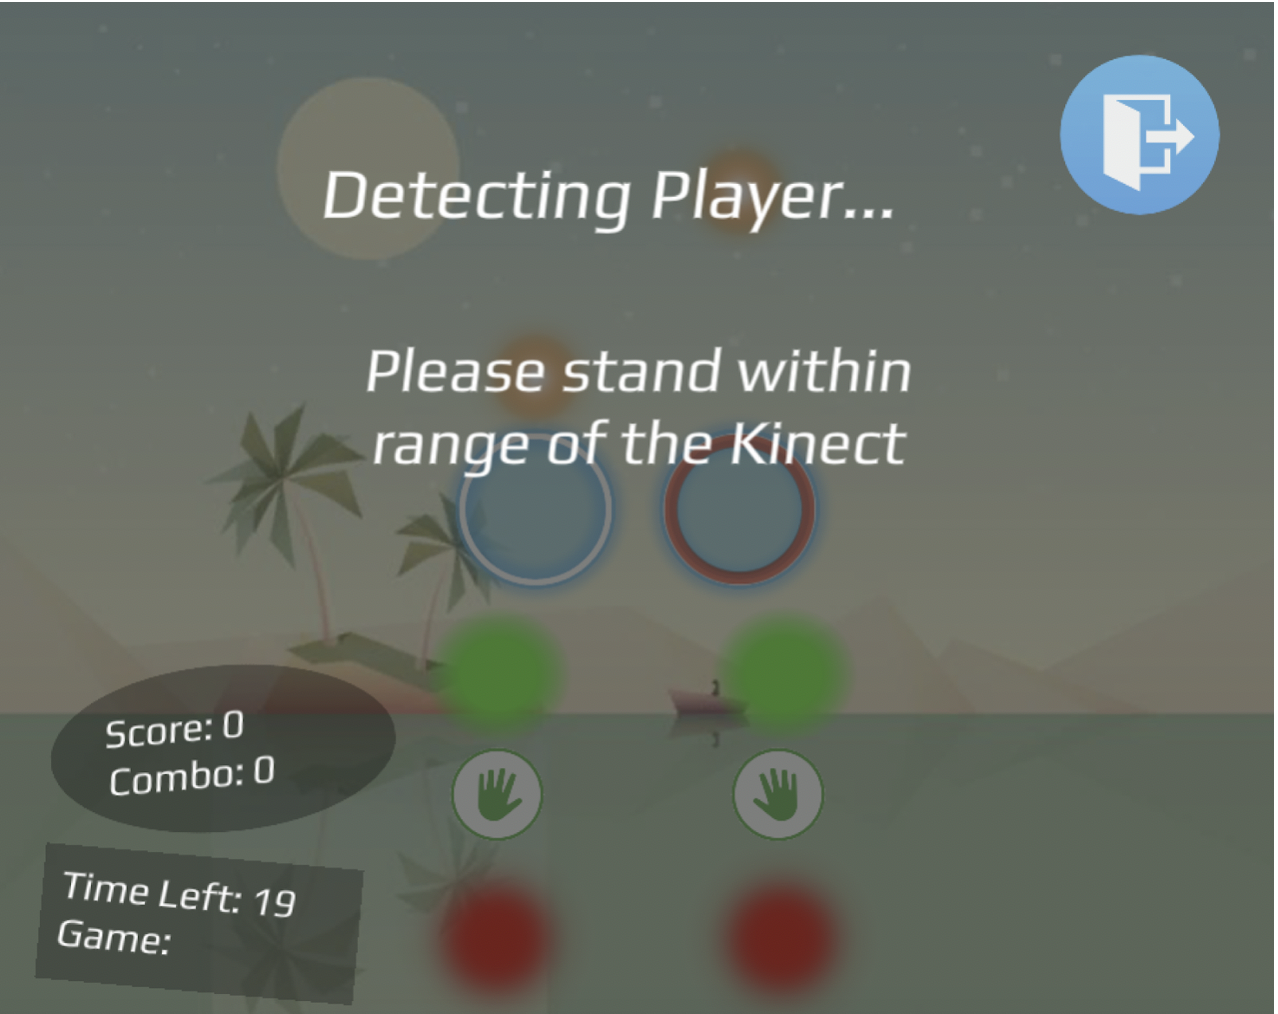 Detecting Player...
Please stand within
range of the Kinect
Score: 0
Combo: 0
Time Left: 19
Game: